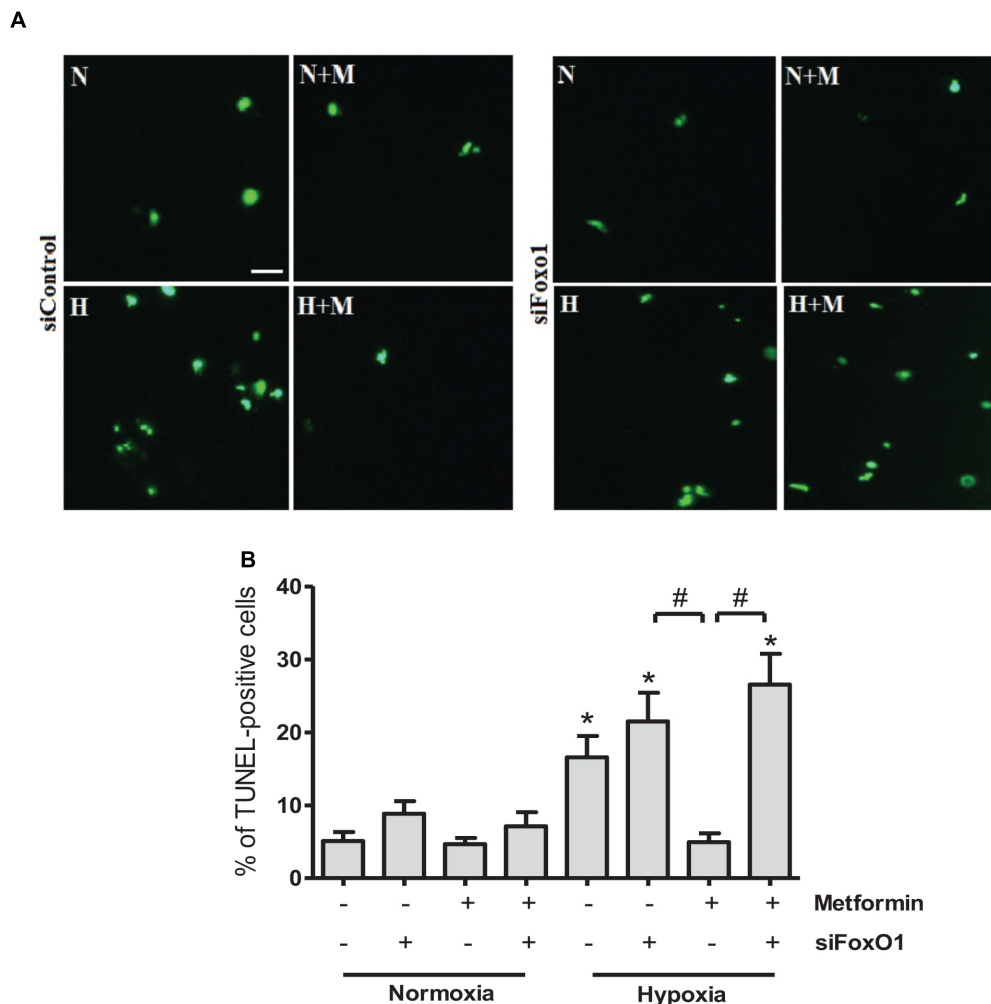 A
N
N+M
N
N+M
siControl
siFoxo1
H
H+M
H
H+M
B
% of TUNEL-positive cells
40
30
20
10
0
# #
* * *
- - + + - - + + Metformin
- + - + - + - + siFoxO1
Normoxia Hypoxia